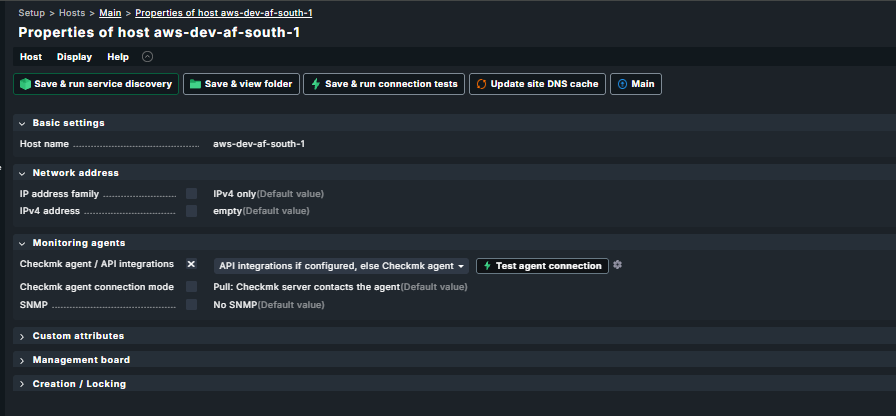 Setup > Hosts > Main > Properties of host aws-dev-af-south-1
Properties of host aws-dev-af-south-1
Host Display Help
Save & run service discovery Save & view folder Save & run connection tests Update site DNS cache Main
Basic settings
Host name aws-dev-af-south-1
Network address
IP address family IPv4 only(Default value)
IPv4 address empty(Default value)
Monitoring agents
Checkmk agent / API integrations API integrations if configured, else Checkmk agent Test agent connection
Checkmk agent connection mode Pull: Checkmk server contacts the agent(Default value)
SNMP No SNMP(Default value)
Custom attributes
Management board
Creation / Locking